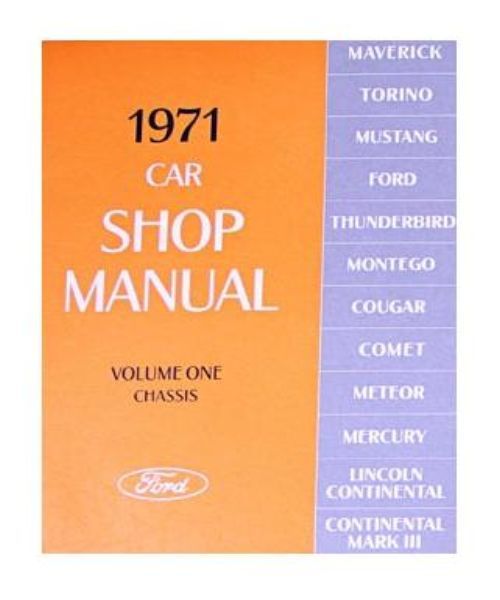 1971
CAR
SHOP
MANUAL
VOLUME ONE
CHASSIS
Ford
MAVERICK
TORINO
MUSTANG
FORD
THUNDERBIRD
MONTEGO
COUGAR
COMET
METEOR
MERCURY
LINCOLN
CONTINENTAL
CONTINENTAL
MARK III